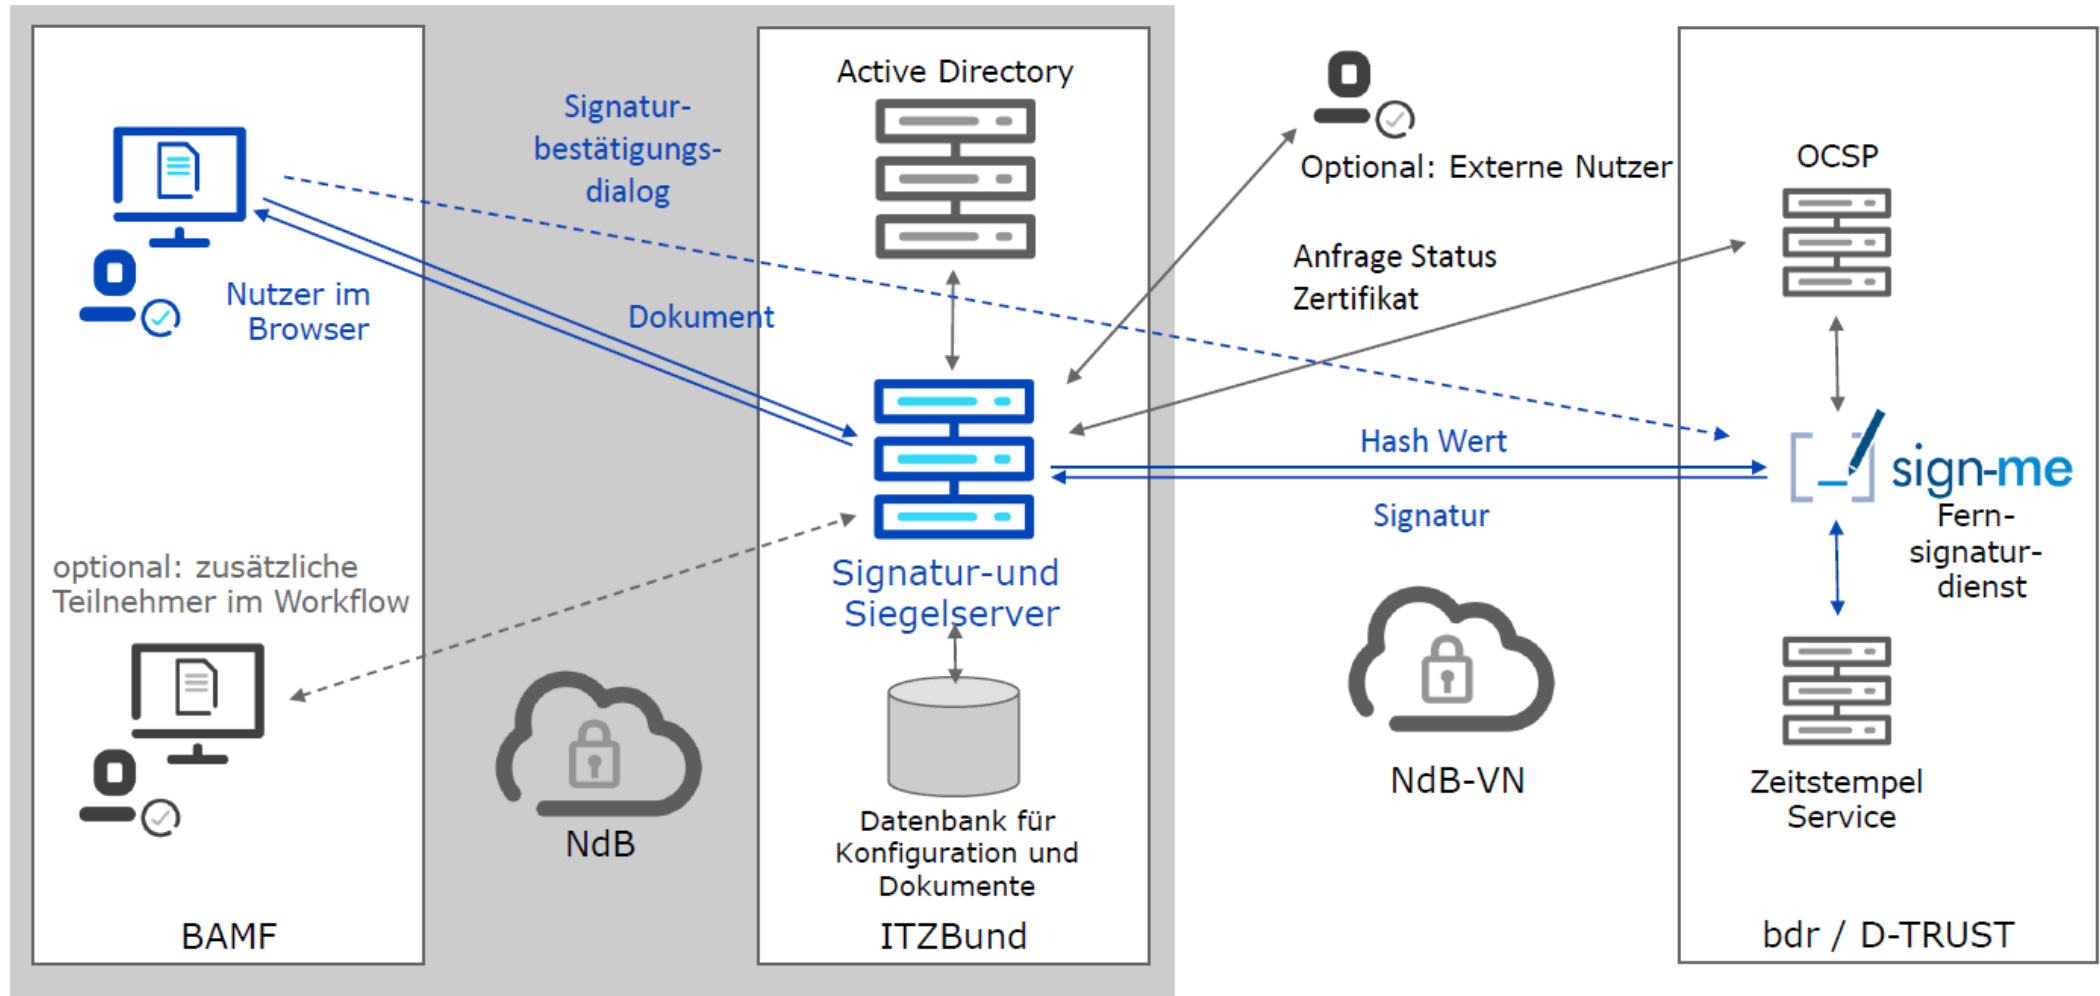 Signatur-
bestätigungs-
dialog
Nutzer im
Browser
Dokument
optional: zusätzliche
Teilnehmer im Workflow
BAMF
NdB
Active Directory
Signatur-und
Siegelserver
Datenbank für
Konfiguration und
Dokumente
ITZBund
Optional: Externe Nutzer
Anfrage Status
Zertifikat
Hash Wert
Signatur
NdB-VN
OCSP
sign-me
Fern-
signatur-
dienst
Zeitstempel
Service
bdr / D-TRUST